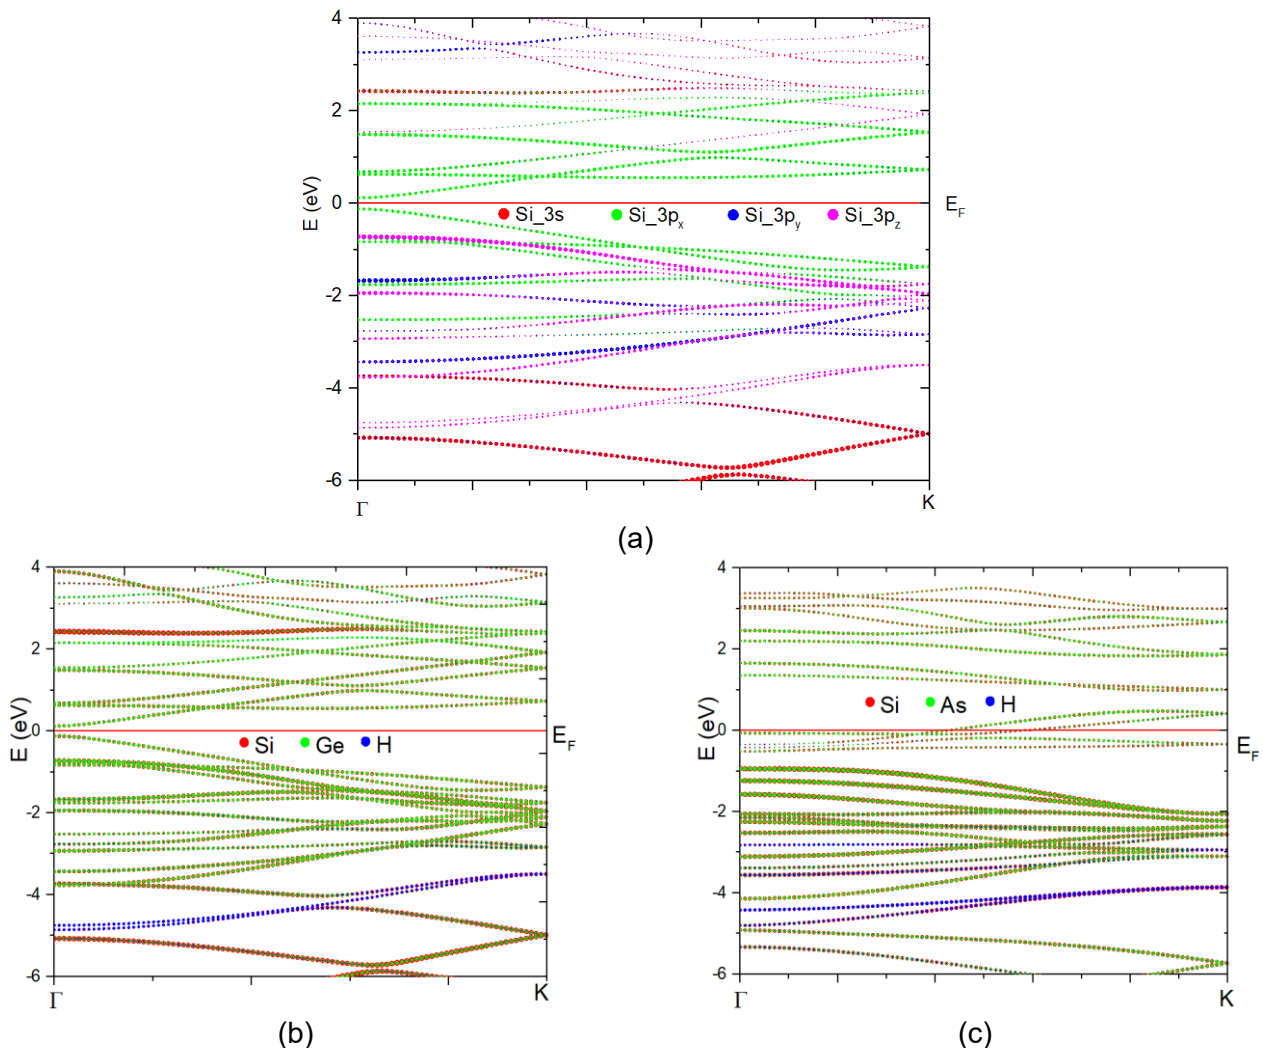 4
2
0
-2
-4
-6
E (eV)
Si_3s Si_3px Si_3py Si_3pz
EF
Γ K
(a)
4
2
0
-2
-4
-6
E (eV)
Si Ge H
EF
Γ K
(b)
4
2
0
-2
-4
-6
E (eV)
Si As H
EF
Γ K
(c)